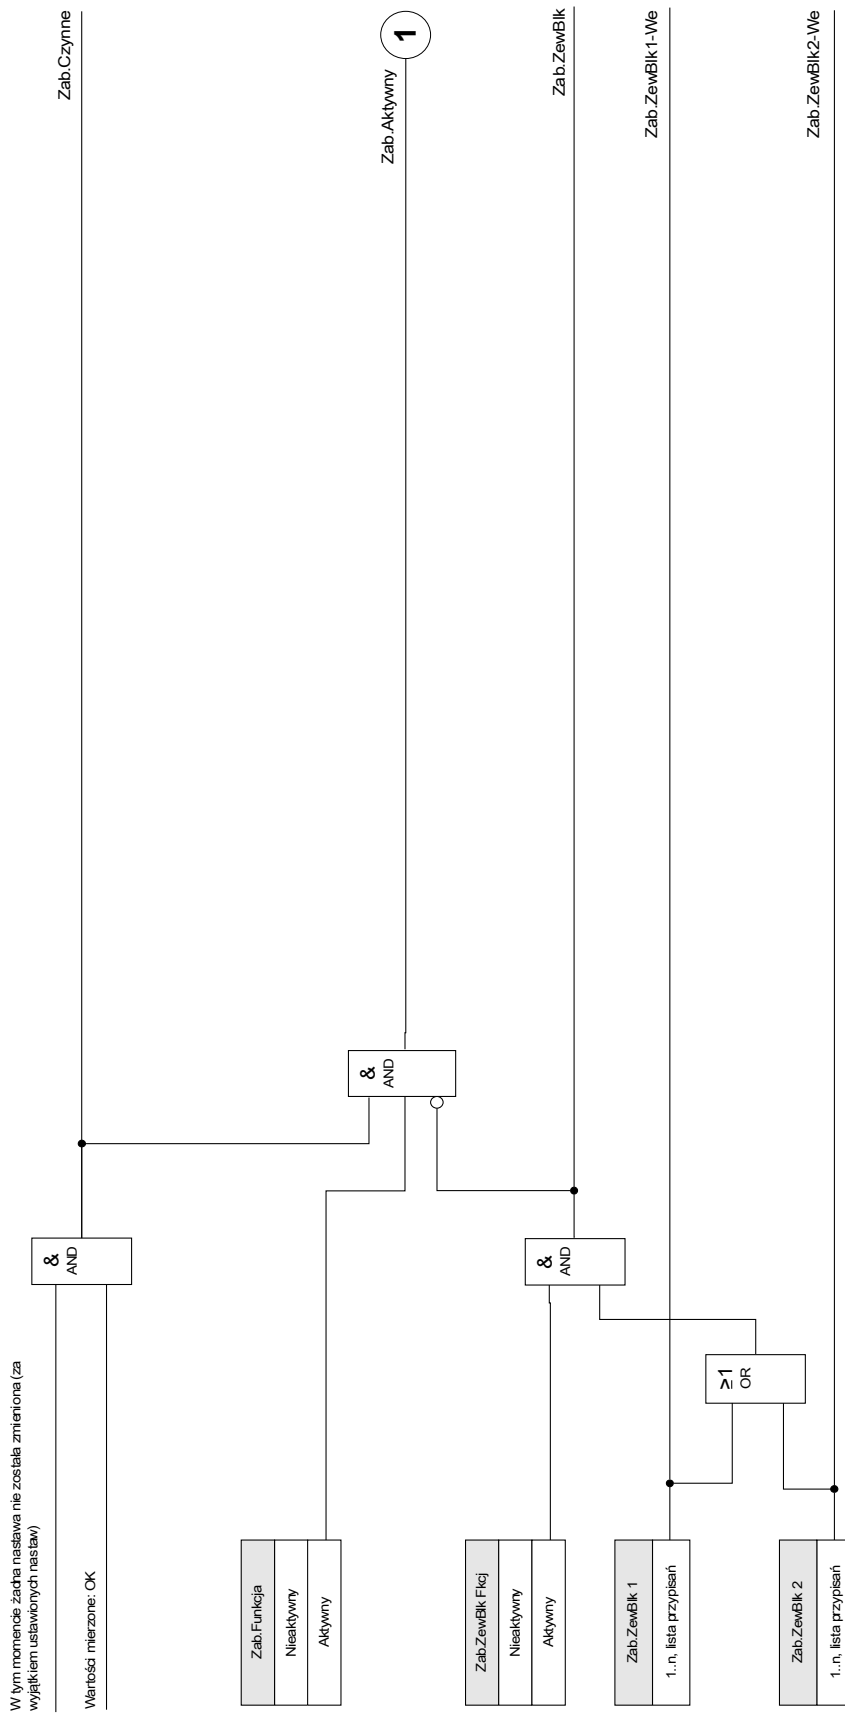 W tym momencie żadna nastawa nie została zmieniona (za
wyjątkiem ustawionych nastaw)
Wartości mierzone: OK
&
AND
Zab.Czynne
Zab.Funkcja
Nieaktywny
Aktywny
&
AND
Zab.Aktywny
1
Zab.ZewBlk Fkcj
Nieaktywny
Aktywny
&
AND
Zab.ZewBlk
Zab.ZewBlk 1
1..n, lista przypisań
Zab.ZewBlk1-We
≥1
OR
Zab.ZewBlk 2
1..n, lista przypisań
Zab.ZewBlk2-We